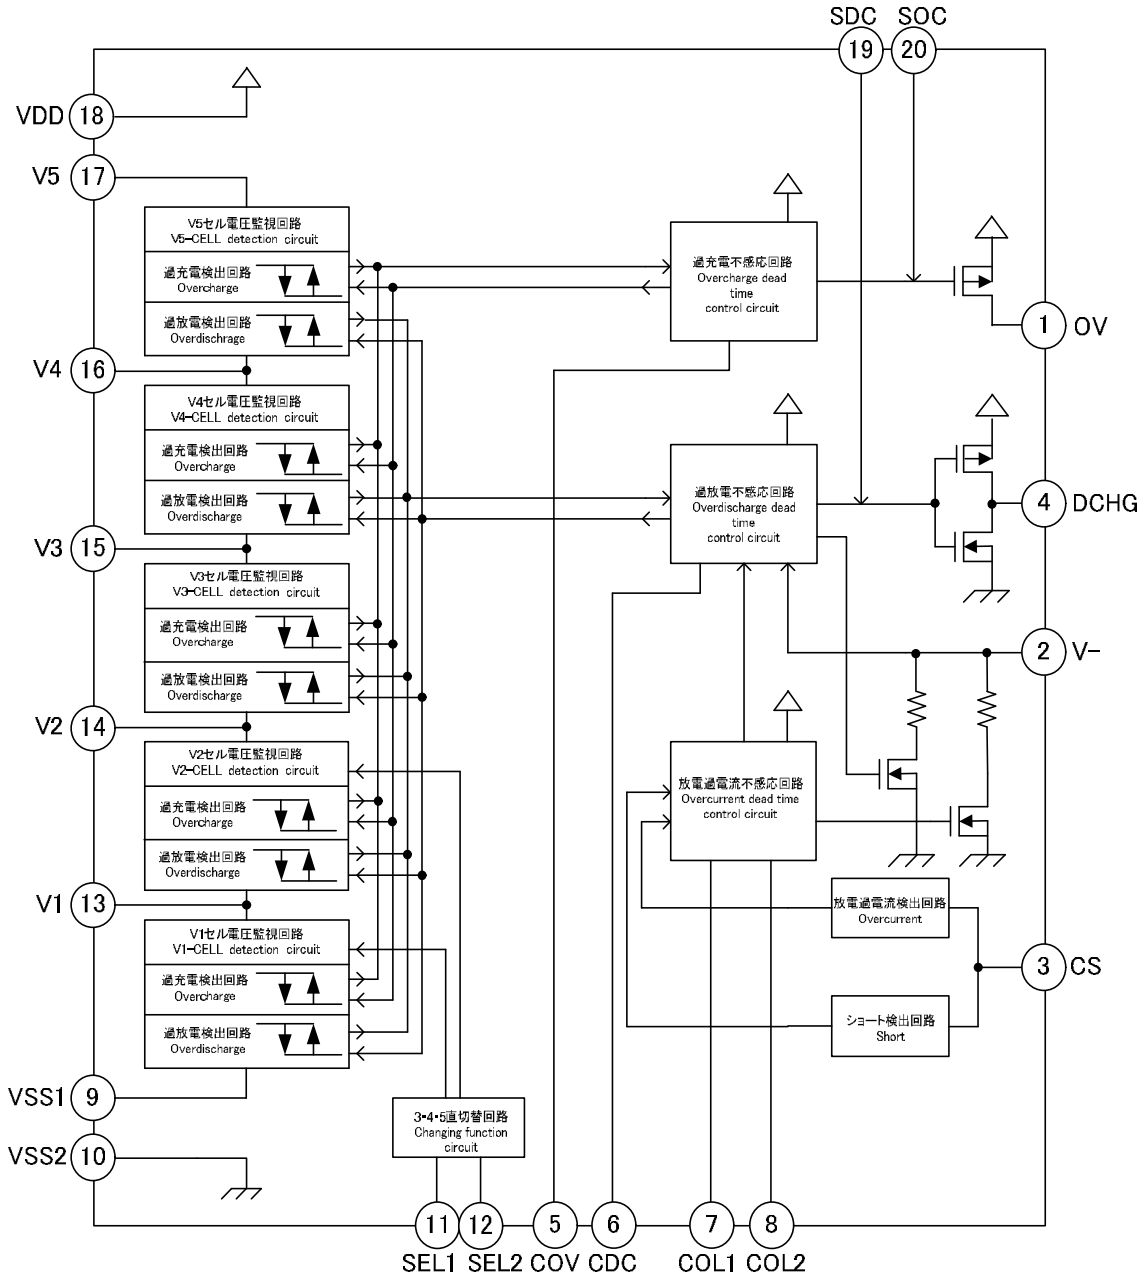 SDC
SOC
19
20
VDD
18
V5
17
V5セル電圧監視回路
V5-CELL detection circuit
過充電検出回路
Overcharge
過放電検出回路
Overdischrage
過充電不感応回路
Overcharge dead
time
control circuit
1
OV
V4
16
V4セル電圧監視回路
V4-CELL detection circuit
過充電検出回路
Overcharge
過放電検出回路
Overdischarge
過放電不感応回路
Overdischarge dead
time
control circuit
4
DCHG
V3
15
V3セル電圧監視回路
V3-CELL detection circuit
過充電検出回路
Overcharge
過放電検出回路
Overdischarge
2
V-
V2
14
V2セル電圧監視回路
V2-CELL detection circuit
過充電検出回路
Overcharge
過放電検出回路
Overdischarge
放電過電流不感応回路
Overcurrent dead time
control circuit
V1
13
V1セル電圧監視回路
V1-CELL detection circuit
過充電検出回路
Overcharge
過放電検出回路
Overdischarge
放電過電流検出回路
Overcurrent
3
CS
ショート検出回路
Short
VSS1
9
3・4・5直切替回路
Changing function
circuit
VSS2
10
11
12
5
6
7
8
SEL1
SEL2
COV
CDC
COL1
COL2